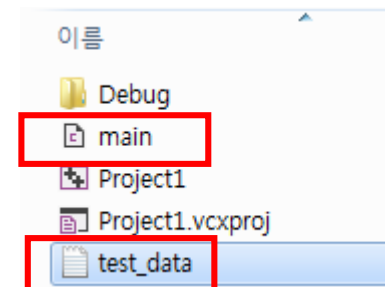 이름
Debug
main
Project1
Project1.vcxproj
test_data